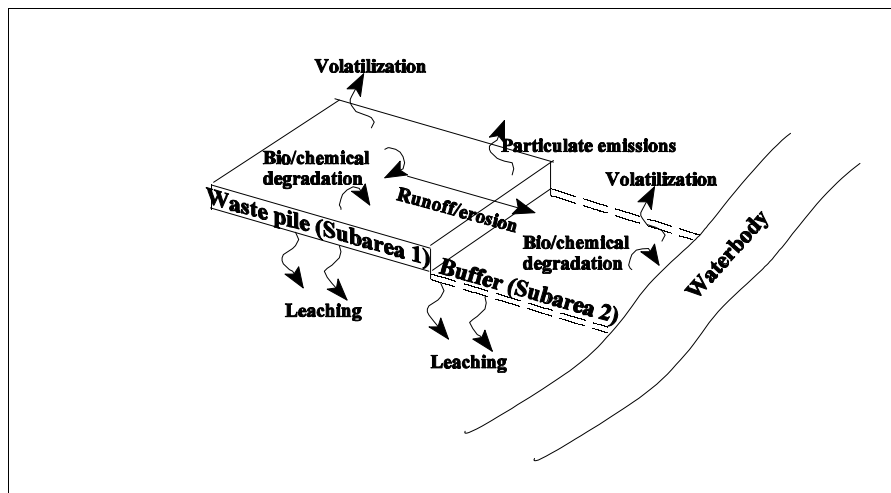 Volatilization
Particulate emissions
Bio/chemical
degradation
Volatilization
Runoff/erosion
Waste pile (Subarea 1)
Bio/chemical
degradation
Waterbody
Buffer (Subarea 2)
Leaching
Leaching